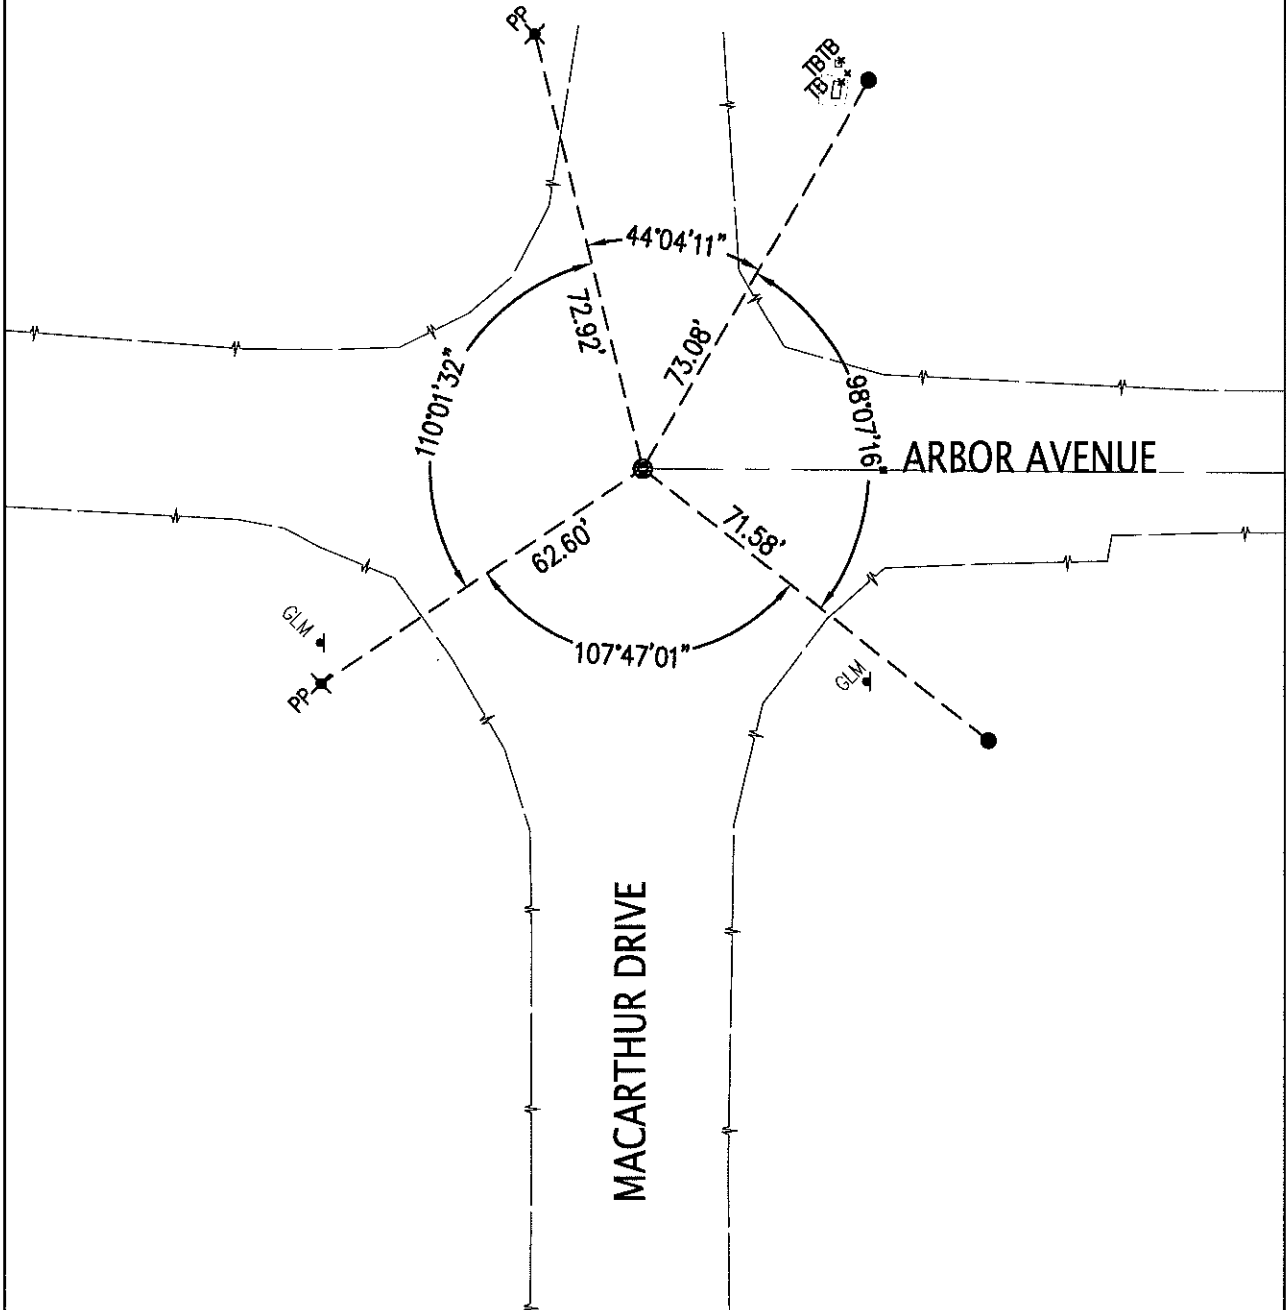 PP
TBTB
TB
44°04'11"
72.92'
73.08'
110°01'32"
98°07'16"
ARBOR AVENUE
62.60'
71.58'
GLM
107°47'01"
GLM
PP
MACARTHUR DRIVE